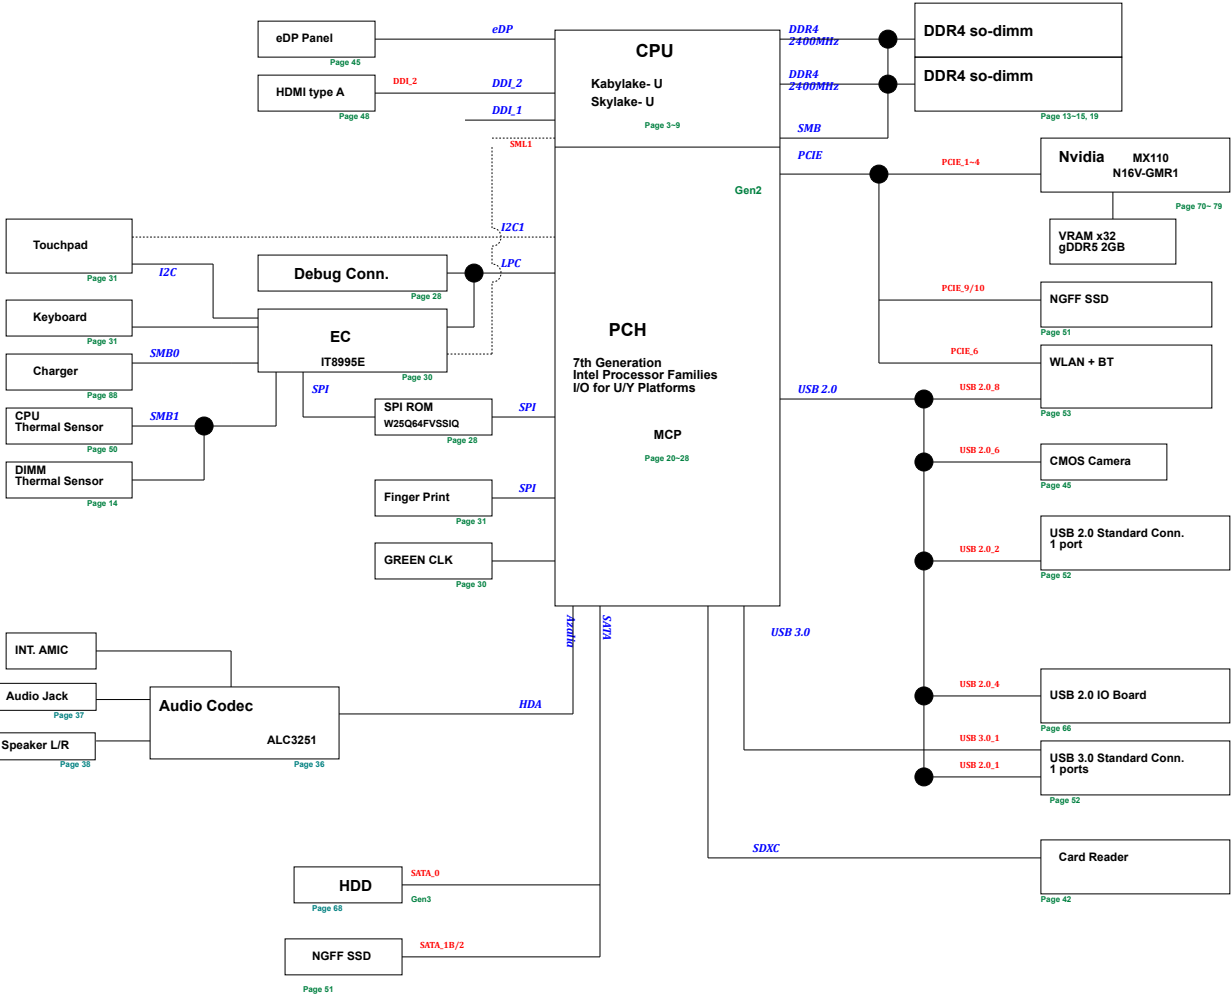 eDP Panel
Page 45
eDP
HDMI type A
Page 48
DDI_2
DDI_2
DDI_1
SML1
CPU
Kabylake- U
Skylake- U
Page 3~9
DDR4
2400MHz
DDR4
2400MHz
SMB
PCIE
DDR4 so-dimm
DDR4 so-dimm
Page 13~15, 19
Gen2
PCIE_1~4
Nvidia MX110
N16V-GMR1
Page 70~ 79
VRAM x32
gDDR5 2GB
PCIE_9/10
NGFF SSD
Page 51
PCIE_6
WLAN + BT
USB 2.0_8
Page 53
USB 2.0
USB 2.0_6
CMOS Camera
Page 45
USB 2.0_2
USB 2.0 Standard Conn.
1 port
Page 52
USB 2.0_4
USB 2.0 IO Board
Page 66
USB 3.0_1
USB 2.0_1
USB 3.0 Standard Conn.
1 ports
Page 52
USB 3.0
SDXC
Card Reader
Page 42
Touchpad
Page 31
I2C
I2C1
Debug Conn.
Page 28
LPC
Keyboard
Page 31
EC
IT8995E
Page 30
Charger
Page 88
SMB0
CPU
Thermal Sensor
Page 50
SMB1
DIMM
Thermal Sensor
Page 14
SPI
SPI ROM
W25Q64FVSSIQ
Page 28
SPI
Finger Print
Page 31
SPI
GREEN CLK
Page 30
PCH
7th Generation
Intel Processor Families
I/O for U/Y Platforms
MCP
Page 20~28
Azalia
SATA
INT. AMIC
Audio Jack
Page 37
Speaker L/R
Page 38
Audio Codec
ALC3251
Page 36
HDA
HDD
Page 68
SATA_0
Gen3
NGFF SSD
Page 51
SATA_1B/2